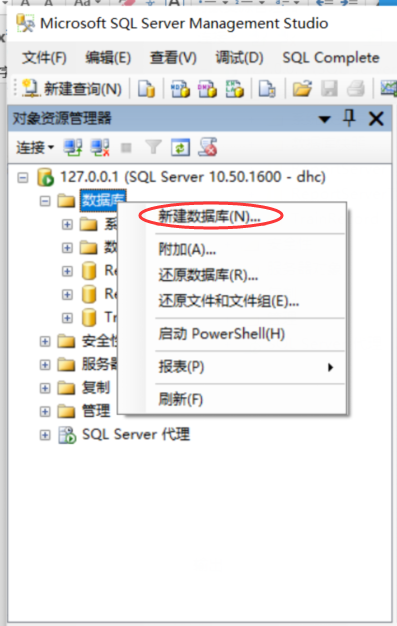 Microsoft SQL Server Management Studio
文件(F) 编辑(E) 查看(V) 调试(D) SQL Complete
新建查询(N)
对象资源管理器
连接
127.0.0.1 (SQL Server 10.50.1600 - dhc)
数据库
新建数据库(N)...
附加(A)...
还原数据库(R)...
还原文件和文件组(E)...
启动 PowerShell(H)
报表(P)
刷新(F)
系
数
Re
Re
Tr
安全性
服务器
复制
管理
SQL Server 代理